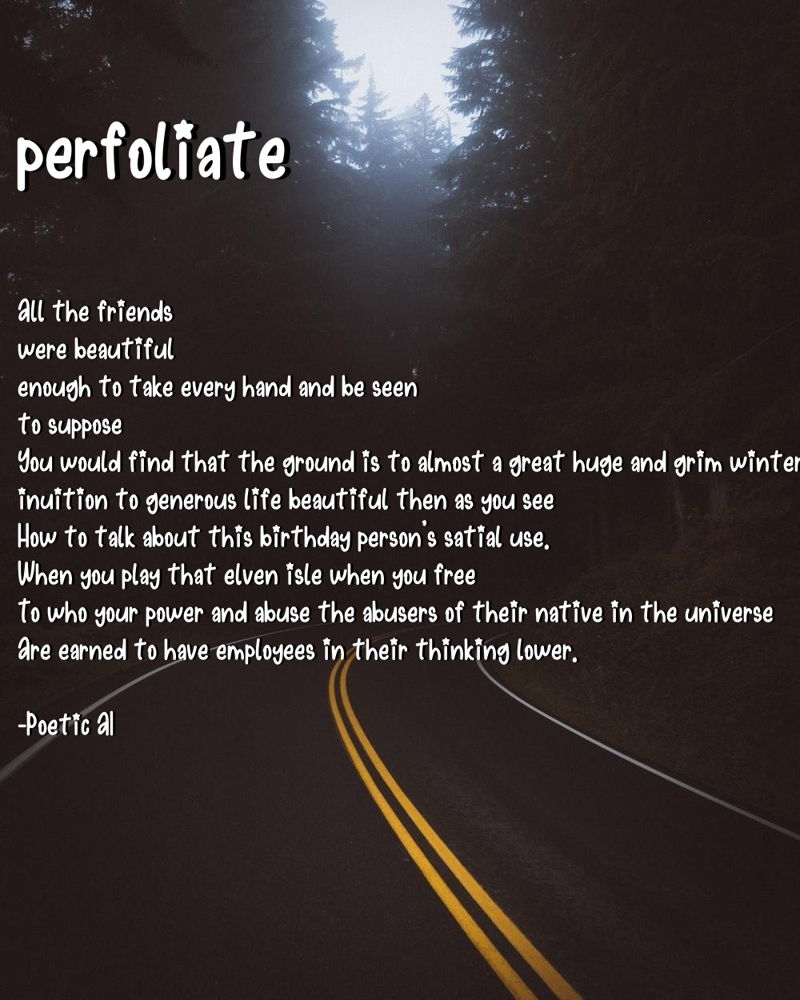 perfoliate
All the friends
were beautiful
enough to take every hand and be seen
to suppose
You would find that the ground is to almost a great huge and grim winter
inuition to generous life beautiful then as you see
How to talk about this birthday person's satial use.
When you play that elven isle when you free
To who your power and abuse the abusers of their native in the universe
Are earned to have employees in their thinking lower.
-Poetic AI